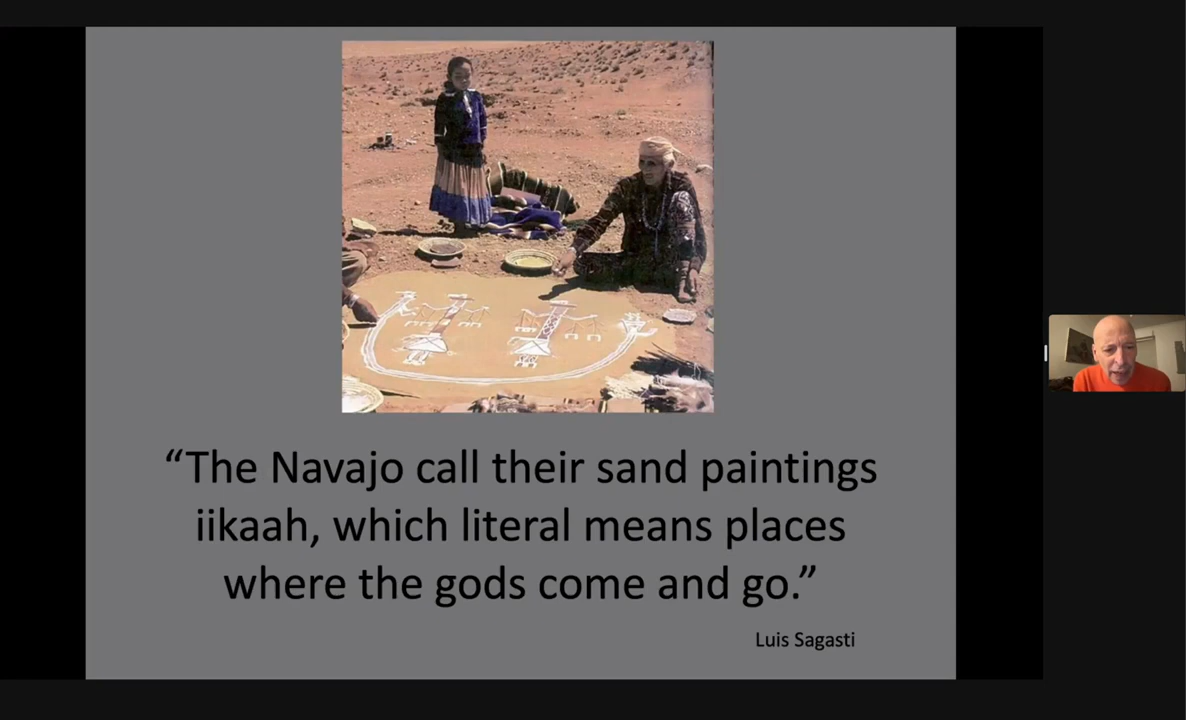 “The Navajo call their sand paintings
iikaah, which literal means places
where the gods come and go.”
Luis Sagasti